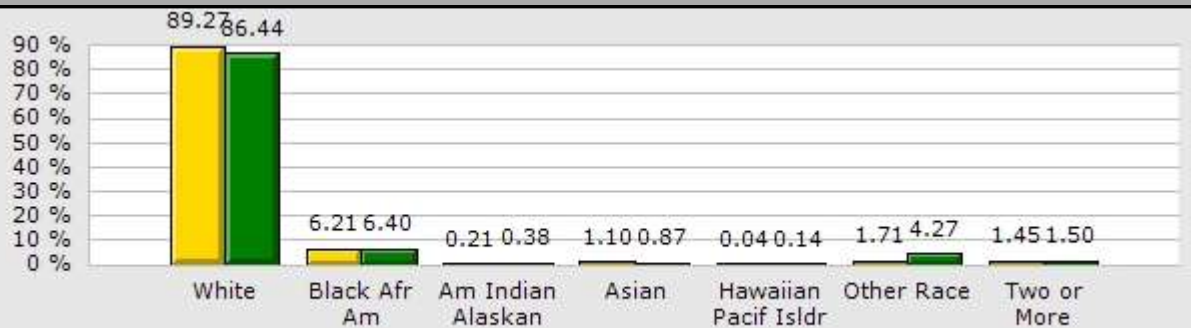 89.27 86.44
90 %
80 %
70 %
60 %
50 %
40 %
30 %
20 %
10 %
0 %
6.21 6.40
0.21 0.38
1.10 0.87
0.04 0.14
1.71 4.27
1.45 1.50
White
Black Afr
Am
Am Indian
Alaskan
Asian
Hawaiian
Pacif Isldr
Other Race
Two or
More